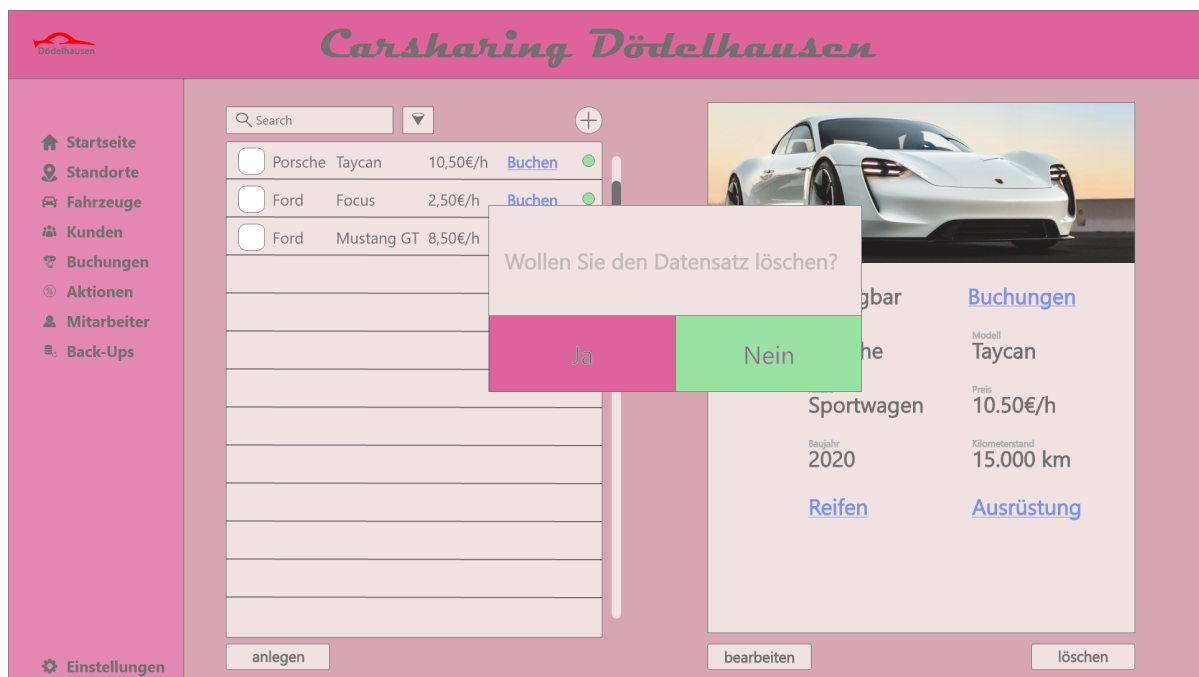 Dödelhausen
Carsharing Dödelhausen
Startseite
Standorte
Fahrzeuge
Kunden
Buchungen
Aktionen
Mitarbeiter
Back-Ups
Einstellungen
Search
Porsche Taycan 10,50€/h Buchen
Ford Focus 2,50€/h Buchen
Ford Mustang GT 8,50€/h
anlegen
Wollen Sie den Datensatz löschen?
Ja Nein
gbar Buchungen
Modell
he Taycan
Preis
Sportwagen 10.50€/h
Baujahr Kilometerstand
2020 15.000 km
Reifen Ausrüstung
bearbeiten löschen